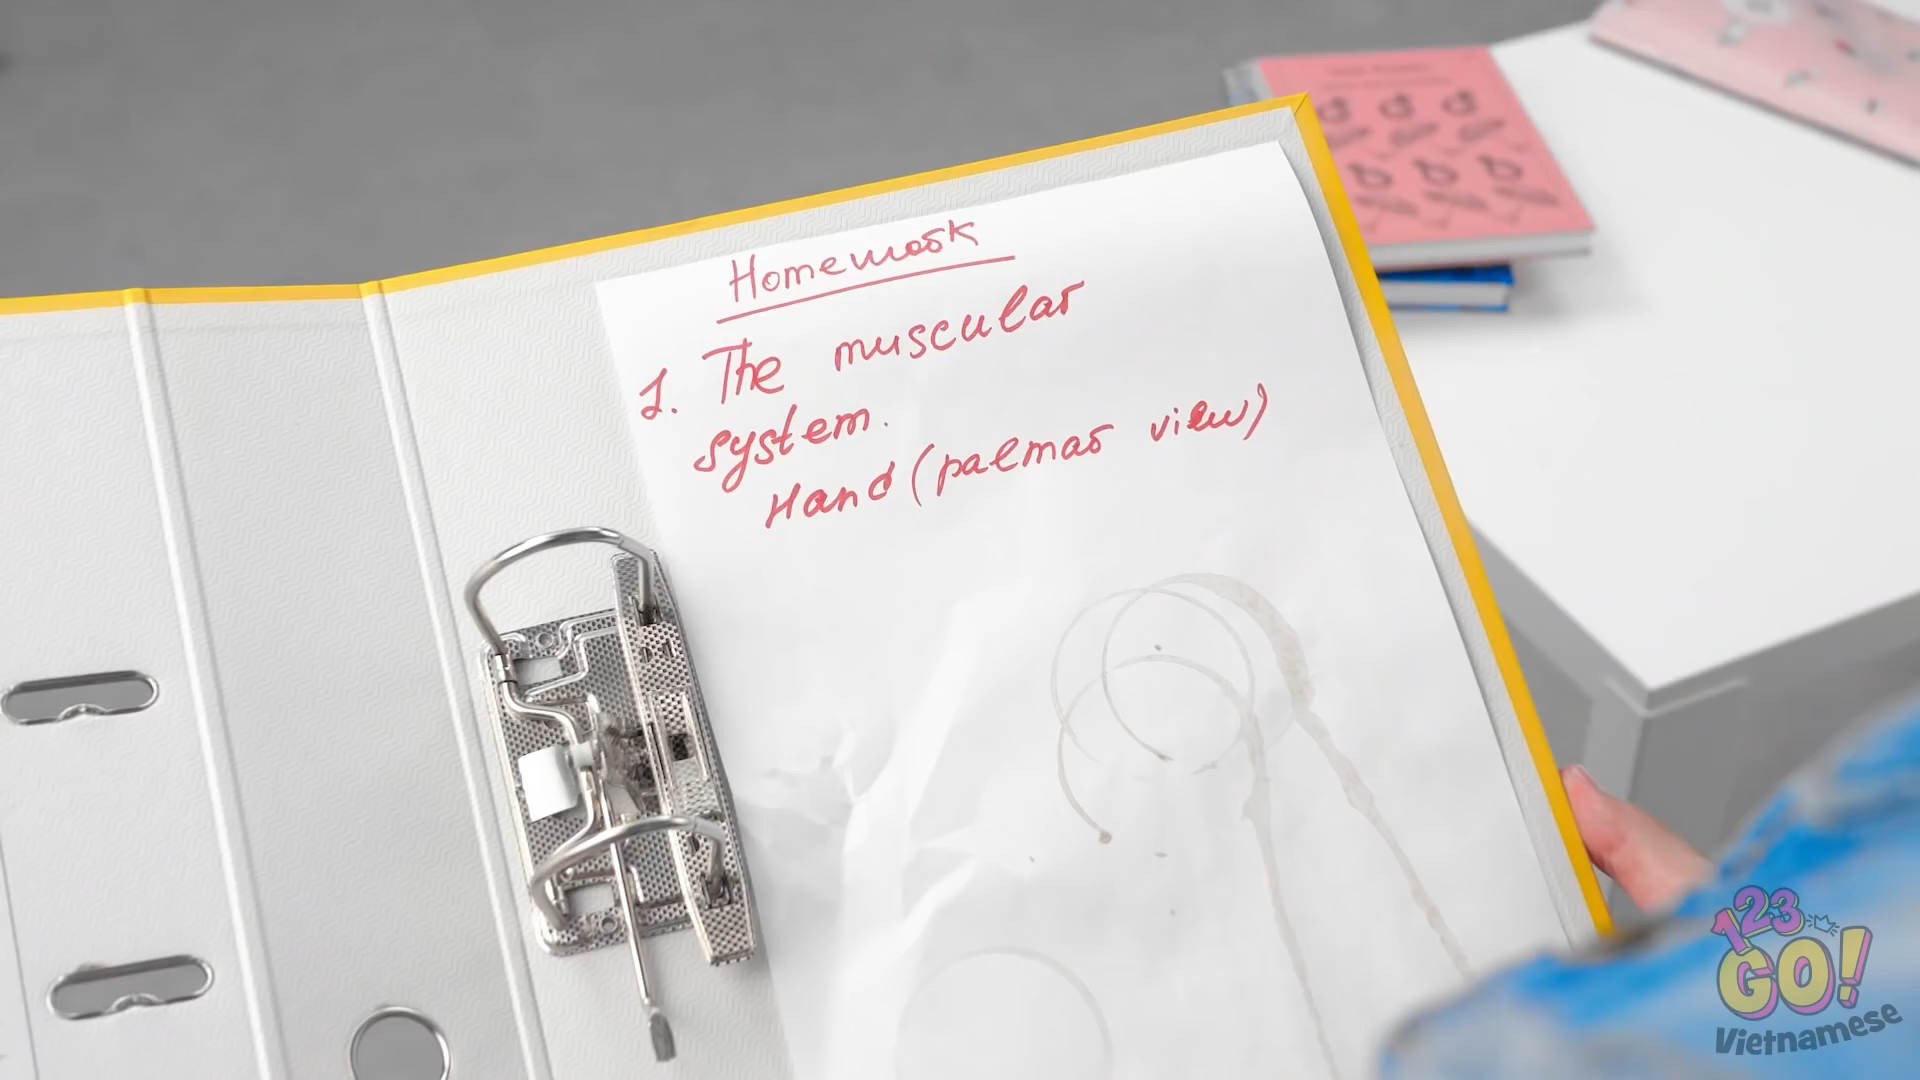 Homework
1. The muscular
system.
Hand (palmar view)
123
GO!
Vietnamese